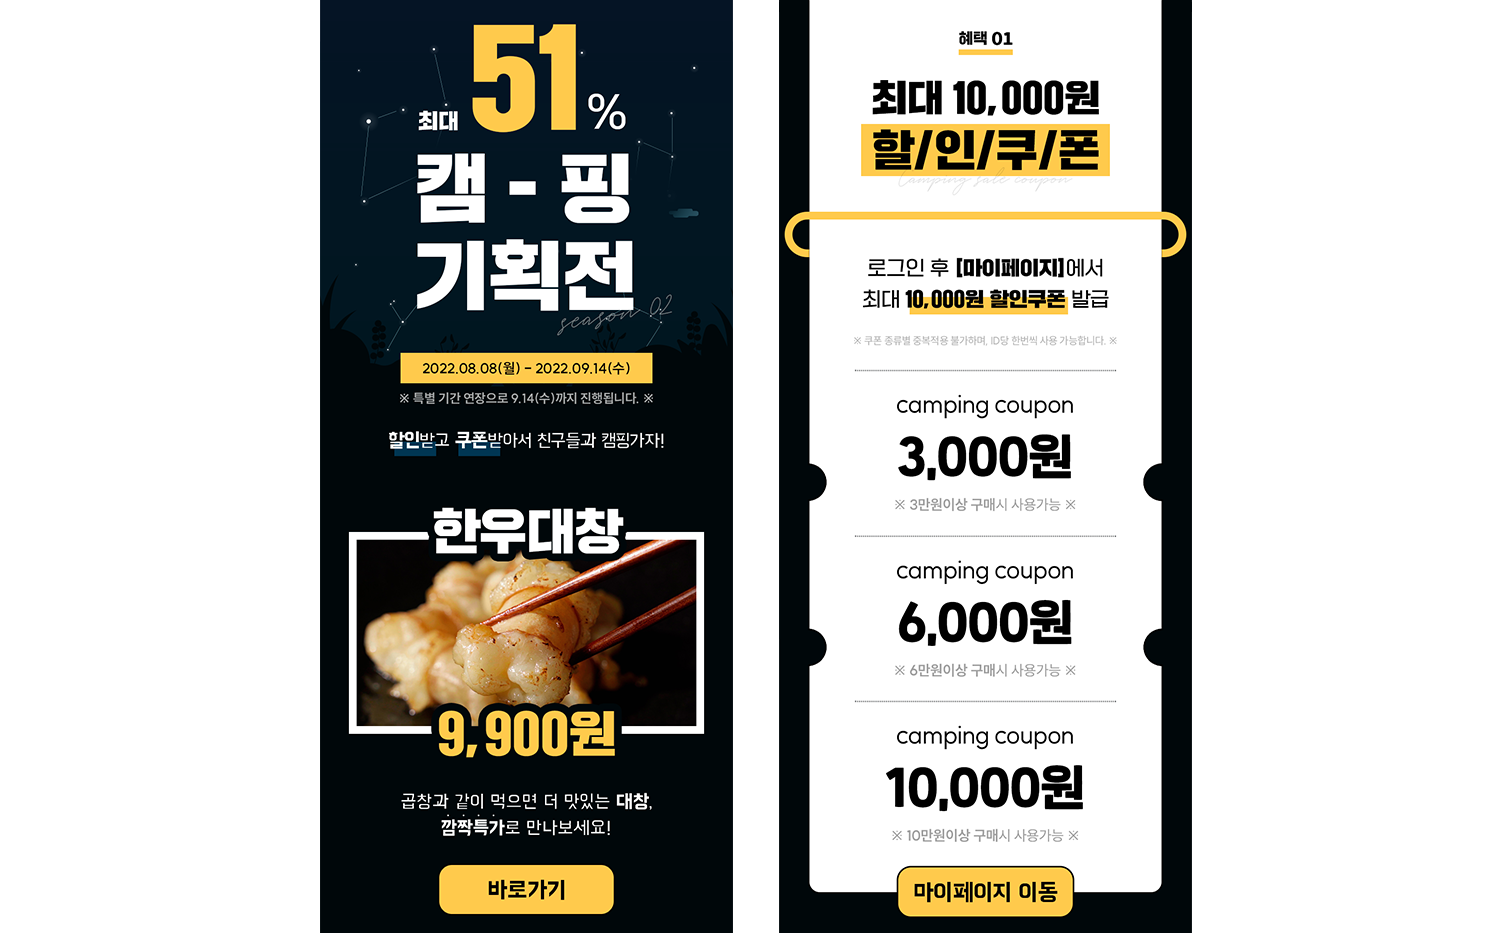 최대 51%
캠 - 핑
기획전
season 02
2022.08.08(월) - 2022.09.14(수)
※ 특별 기간 연장으로 9.14(수)까지 진행됩니다. ※
할인받고 쿠폰받아서 친구들과 캠핑가자!
한우대창
9,900원
곱창과 같이 먹으면 더 맛있는 대창,
깜짝특가로 만나보세요!
바로가기
혜택 01
최대 10,000원
할/인/쿠/폰
Camping sale coupon
로그인 후 [마이페이지]에서
최대 10,000원 할인쿠폰 발급
※ 쿠폰 종류별 중복적용 불가하며, ID당 한번씩 사용 가능합니다. ※
camping coupon
3,000원
※ 3만원이상 구매시 사용가능 ※
camping coupon
6,000원
※ 6만원이상 구매시 사용가능 ※
camping coupon
10,000원
※ 10만원이상 구매시 사용가능 ※
마이페이지 이동